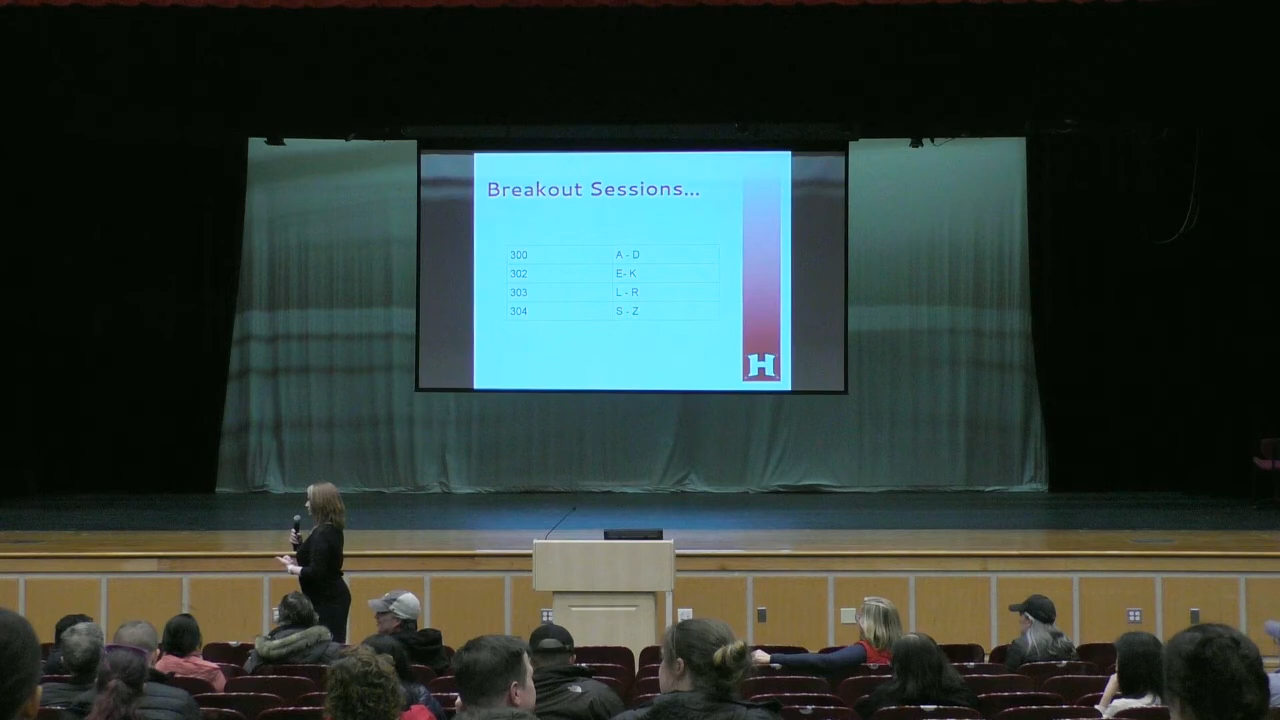 Breakout Sessions...
300 A - D
302 E- K
303 L - R
304 S - Z
H